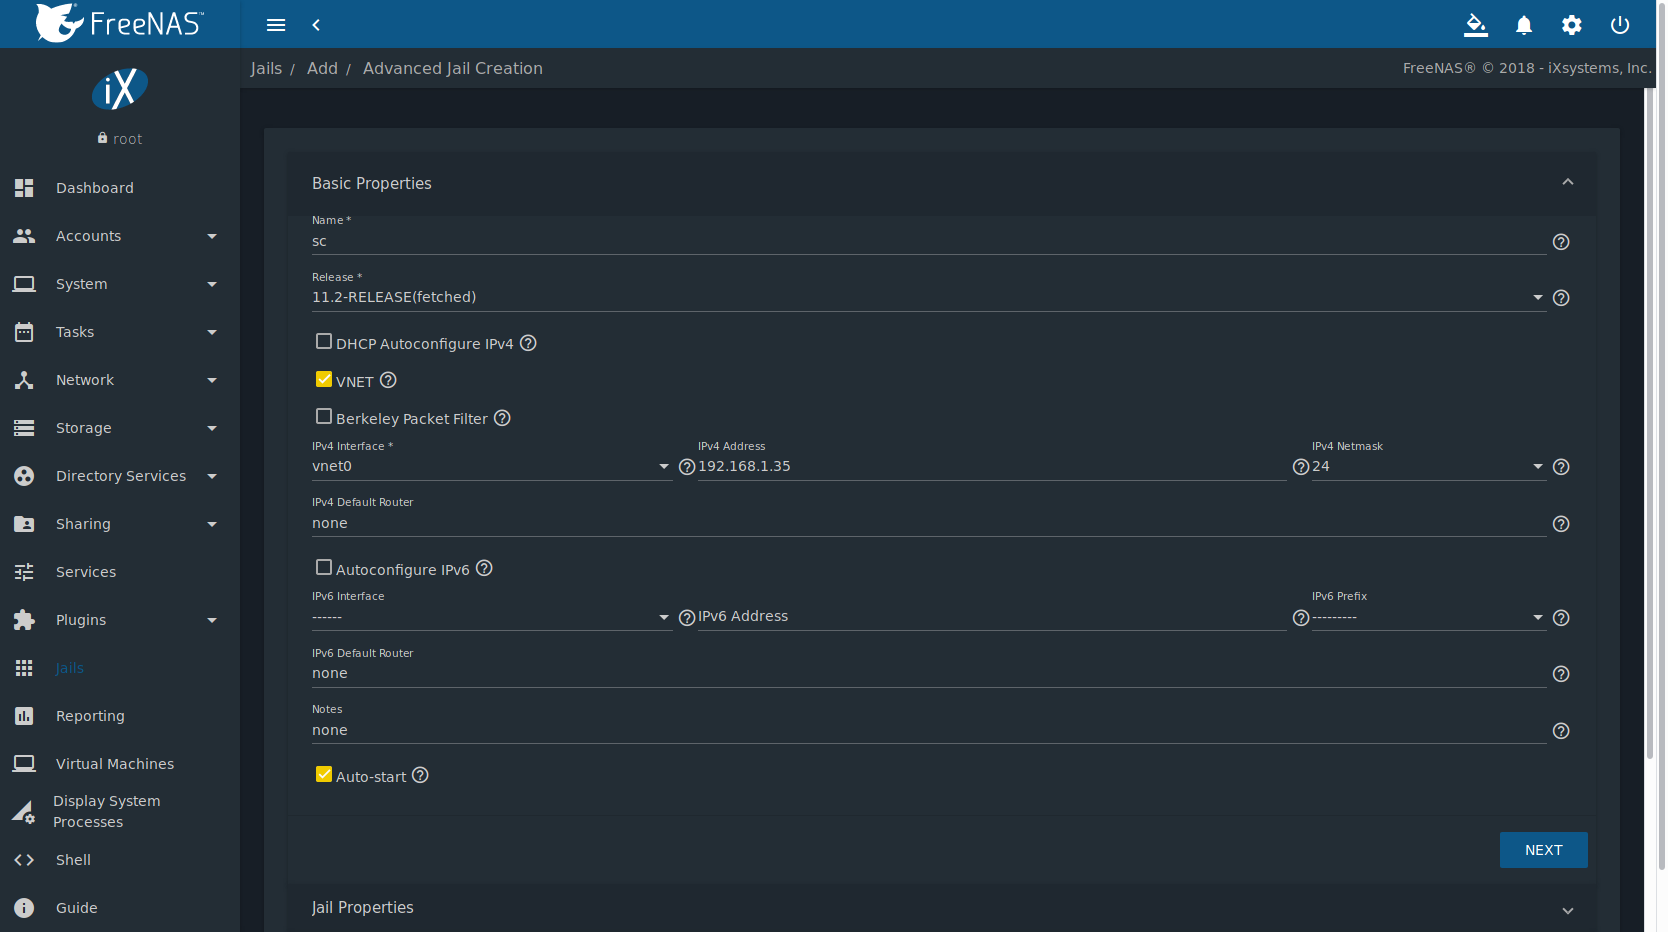 FreeNAS™
Jails / Add / Advanced Jail Creation
FreeNAS® © 2018 - iXsystems, Inc.
iX
root
Dashboard
Accounts
System
Tasks
Network
Storage
Directory Services
Sharing
Services
Plugins
Jails
Reporting
Virtual Machines
Display System
Processes
Shell
Guide
Basic Properties
Name *
sc
Release *
11.2-RELEASE(fetched)
DHCP Autoconfigure IPv4
VNET
Berkeley Packet Filter
IPv4 Interface * IPv4 Address IPv4 Netmask
vnet0 192.168.1.35 24
IPv4 Default Router
none
Autoconfigure IPv6
IPv6 Interface IPv6 Prefix
------ IPv6 Address ---------
IPv6 Default Router
none
Notes
none
Auto-start
NEXT
Jail Properties